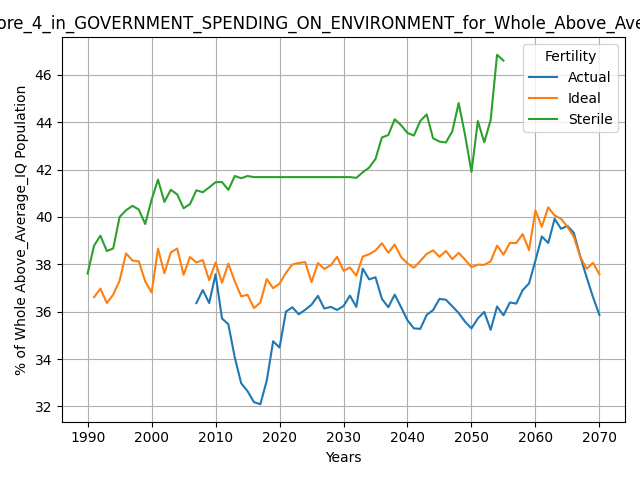 ore_4_in_GOVERNMENT_SPENDING_ON_ENVIRONMENT_for_Whole_Above_Ave
Fertility
Actual
Ideal
Sterile
% of Whole Above_Average_IQ Population
46
44
42
40
38
36
34
32
1990 2000 2010 2020 2030 2040 2050 2060 2070
Years